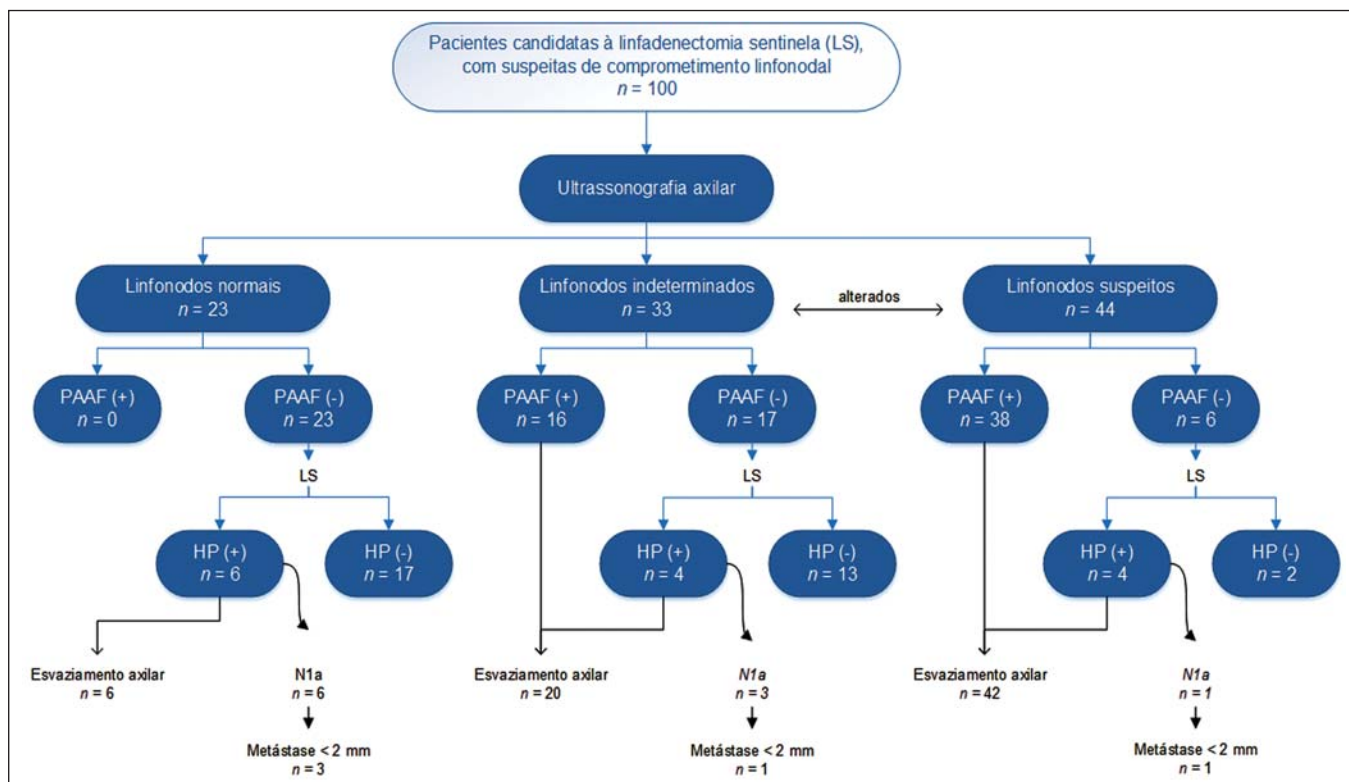 Pacientes candidatas à linfadenectomia sentinela (LS),
com suspeitas de comprometimento linfonodal
n = 100
Ultrassonografia axilar
Linfonodos normais
n = 23
Linfonodos indeterminados
n = 33
alterados
Linfonodos suspeitos
n = 44
PAAF (+)
n = 0
PAAF (-)
n = 23
PAAF (+)
n = 16
PAAF (-)
n = 17
PAAF (+)
n = 38
PAAF (-)
n = 6
LS
LS
LS
HP (+)
n = 6
HP (-)
n = 17
HP (+)
n = 4
HP (-)
n = 13
HP (+)
n = 4
HP (-)
n = 2
Esvaziamento axilar
n = 6
N1a
n = 6
Esvaziamento axilar
n = 20
N1a
n = 3
Esvaziamento axilar
n = 42
N1a
n = 1
Metástase < 2 mm
n = 3
Metástase < 2 mm
n = 1
Metástase < 2 mm
n = 1